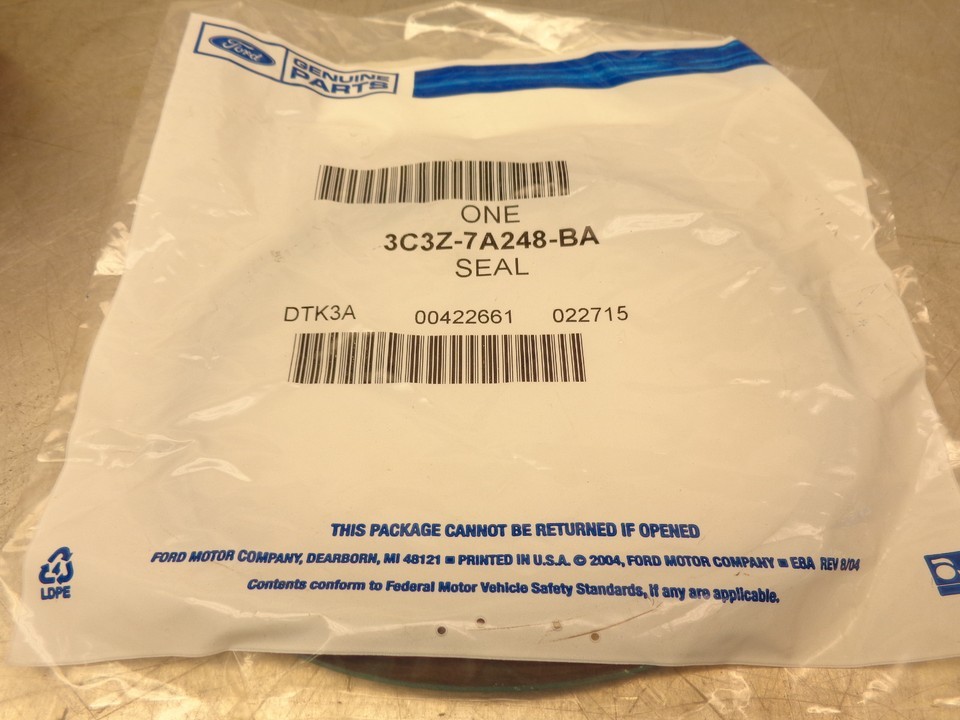 Ford
GENUINE
PARTS
ONE
3C3Z-7A248-BA
SEAL
DTK3A 00422661 022715
THIS PACKAGE CANNOT BE RETURNED IF OPENED
FORD MOTOR COMPANY, DEARBORN, MI 48121 ■ PRINTED IN U.S.A. © 2004, FORD MOTOR COMPANY ■ E8A REV 8/04
Contents conform to Federal Motor Vehicle Safety Standards, if any are applicable.
4
LDPE